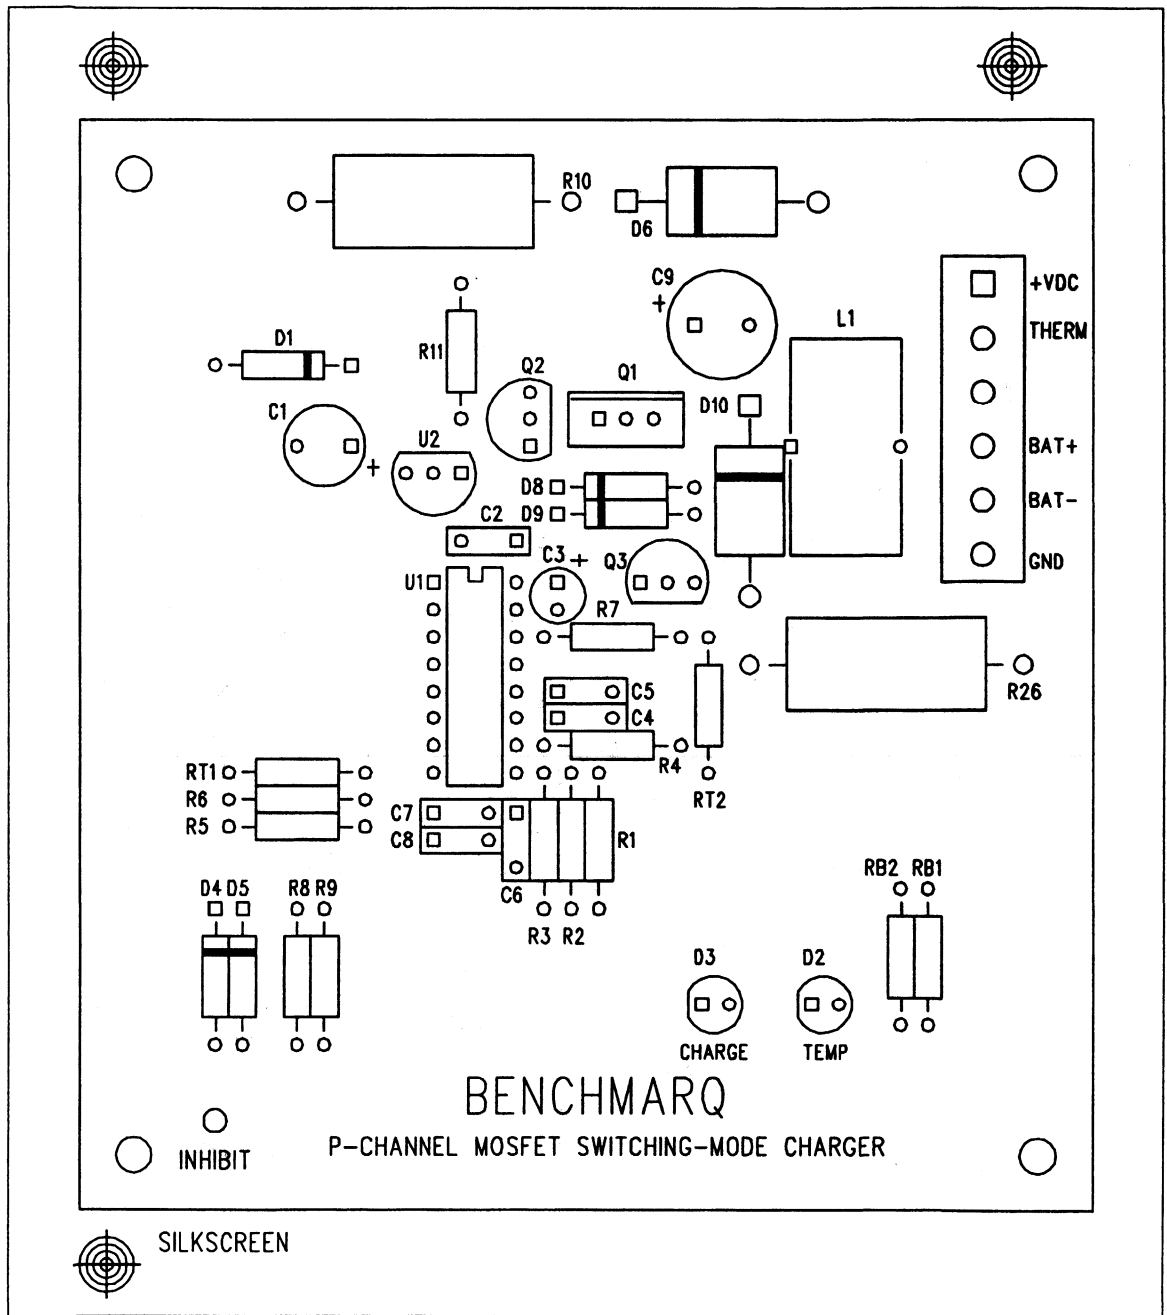 R10
D6
C9
+
+VDC
THERM
L1
D1
R11
Q2
Q1
D10
C1
+
U2
BAT+
D8
D9
BAT-
C2
C3 +
Q3
GND
U1
R7
C5
C4
R26
R4
RT1
R6
R5
RT2
C7
C8
R1
C6
D4 D5
R8 R9
RB2 RB1
R3 R2
D3
D2
CHARGE
TEMP
BENCHMARQ
P-CHANNEL MOSFET SWITCHING-MODE CHARGER
INHIBIT
SILKSCREEN